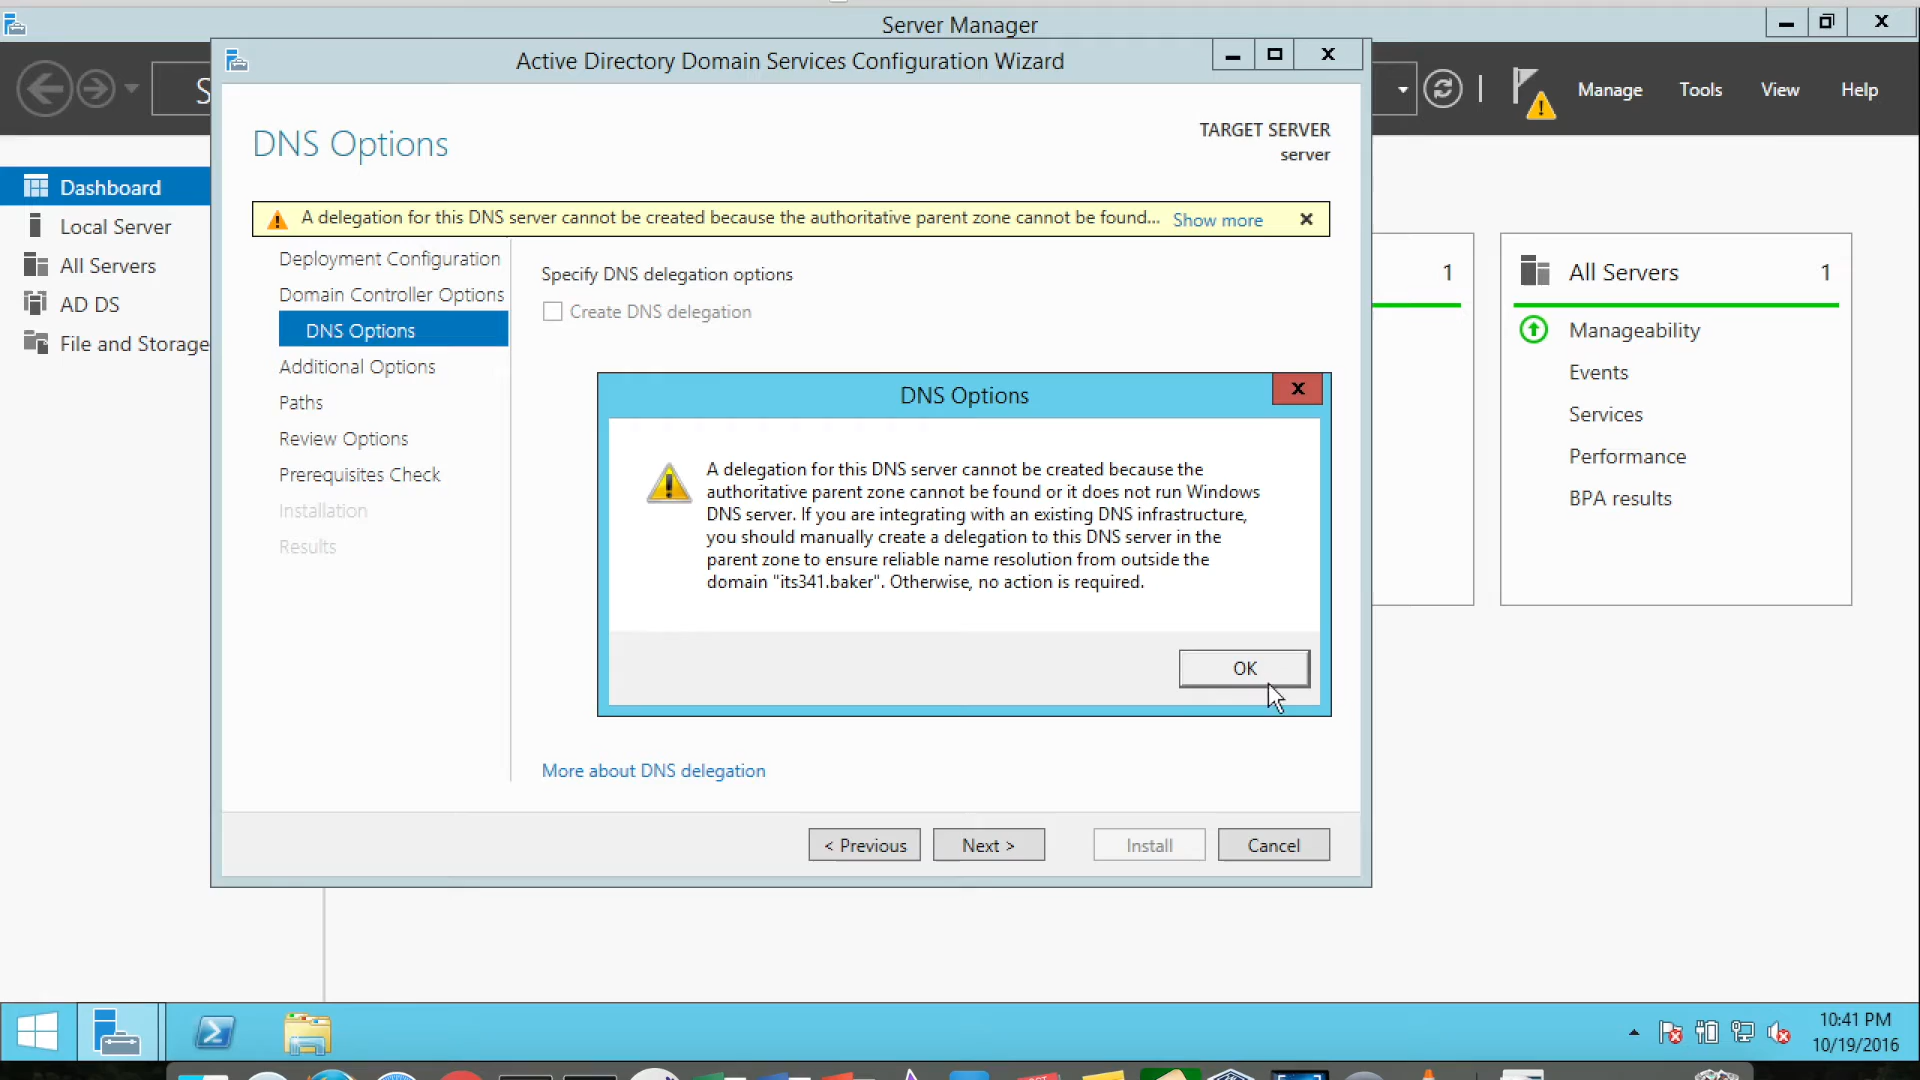 Server Manager
Active Directory Domain Services Configuration Wizard
S
Manage
Tools
View
Help
DNS Options
TARGET SERVER
server
A delegation for this DNS server cannot be created because the authoritative parent zone cannot be found...
Show more
Dashboard
Local Server
All Servers
AD DS
File and Storage
Deployment Configuration
Domain Controller Options
DNS Options
Additional Options
Paths
Review Options
Prerequisites Check
Installation
Results
Specify DNS delegation options
Create DNS delegation
DNS Options
A delegation for this DNS server cannot be created because the
authoritative parent zone cannot be found or it does not run Windows
DNS server. If you are integrating with an existing DNS infrastructure,
you should manually create a delegation to this DNS server in the
parent zone to ensure reliable name resolution from outside the
domain "its341.baker". Otherwise, no action is required.
OK
More about DNS delegation
< Previous
Next >
Install
Cancel
1
All Servers
1
Manageability
Events
Services
Performance
BPA results
10:41 PM
10/19/2016